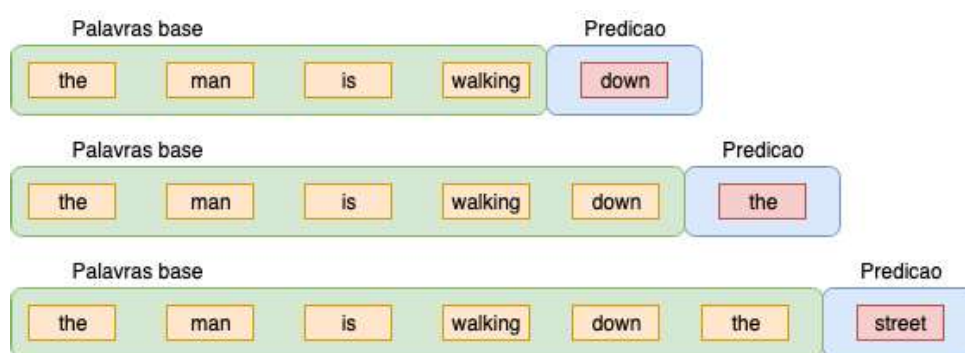 Palavras base Predicao
the man is walking down
Palavras base Predicao
the man is walking down the
Palavras base Predicao
the man is walking down the street